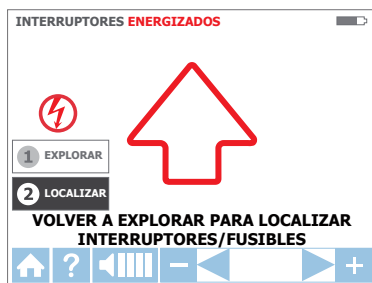 INTERRUPTORES ENERGIZADOS
1 EXPLORAR
2 LOCALIZAR
VOLVER A EXPLORAR PARA LOCALIZAR
INTERRUPTORES/FUSIBLES
? − +